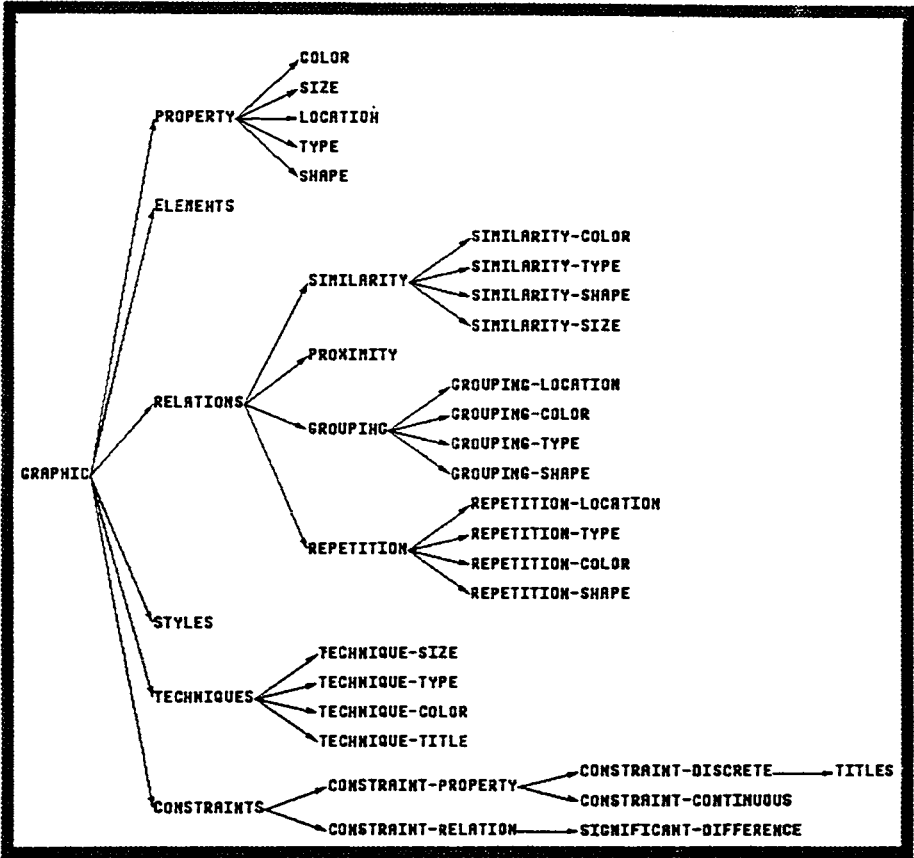 COLOR
SIZE
PROPERTY
LOCATION
TYPE
SHAPE
ELEMENTS
SIMILARITY-COLOR
SIMILARITY-TYPE
SIMILARITY
SIMILARITY-SHAPE
SIMILARITY-SIZE
PROXIMITY
GROUPING-LOCATION
RELATIONS
GROUPING-COLOR
GROUPING
GROUPING-TYPE
GRAPHIC
GROUPING-SHAPE
REPETITION-LOCATION
REPETITION-TYPE
REPETITION
REPETITION-COLOR
REPETITION-SHAPE
STYLES
TECHNIQUE-SIZE
TECHNIQUE-TYPE
TECHNIQUES
TECHNIQUE-COLOR
TECHNIQUE-TITLE
CONSTRAINT-DISCRETE
TITLES
CONSTRAINT-PROPERTY
CONSTRAINT-CONTINUOUS
CONSTRAINTS
CONSTRAINT-RELATION
SIGNIFICANT-DIFFERENCE